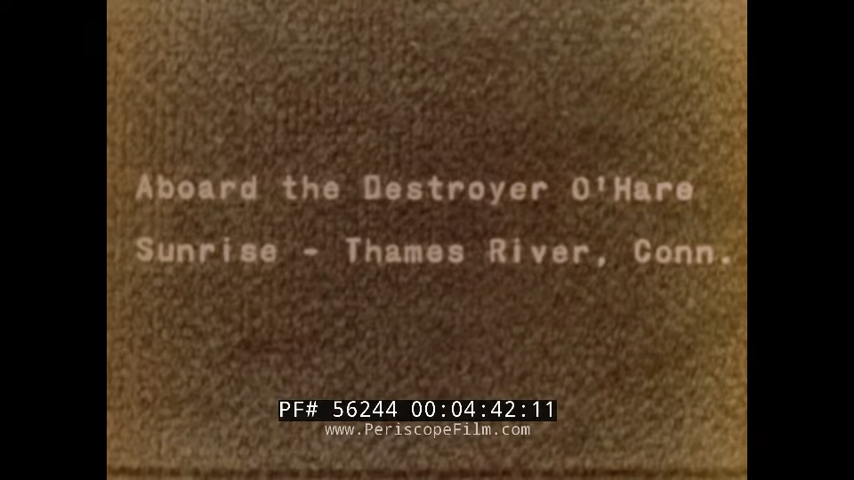 Aboard the Destroyer O'Hare
Sunrise - Thames River, Conn.
PF# 56244 00:04:42:11
www.PeriscopeFilm.com